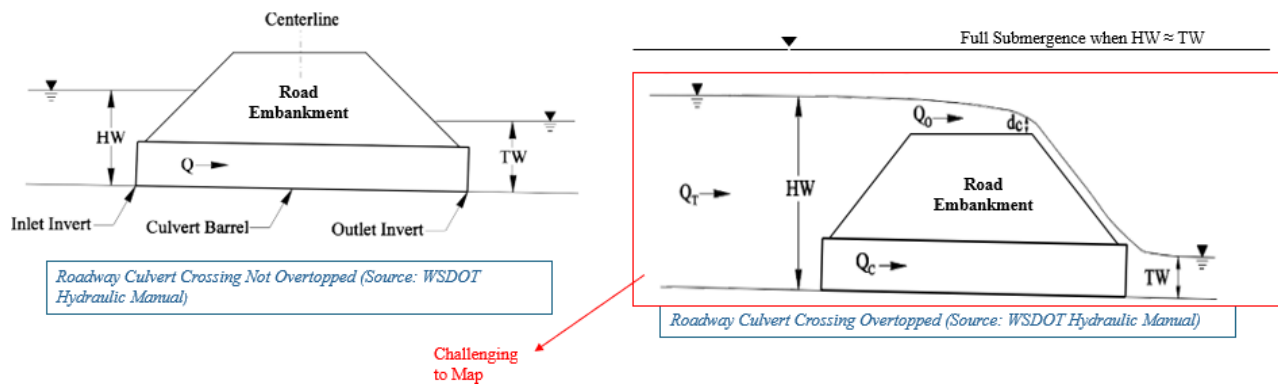 Centerline
Road
Embankment
HW
TW
Q
Inlet Invert
Culvert Barrel
Outlet Invert
Roadway Culvert Crossing Not Overtopped (Source: WSDOT
Hydraulic Manual)
Full Submergence when HW ≈ TW
Qo
dc
QT
HW
Road
Embankment
Qc
TW
Roadway Culvert Crossing Overtopped (Source: WSDOT Hydraulic Manual)
Challenging
to Map